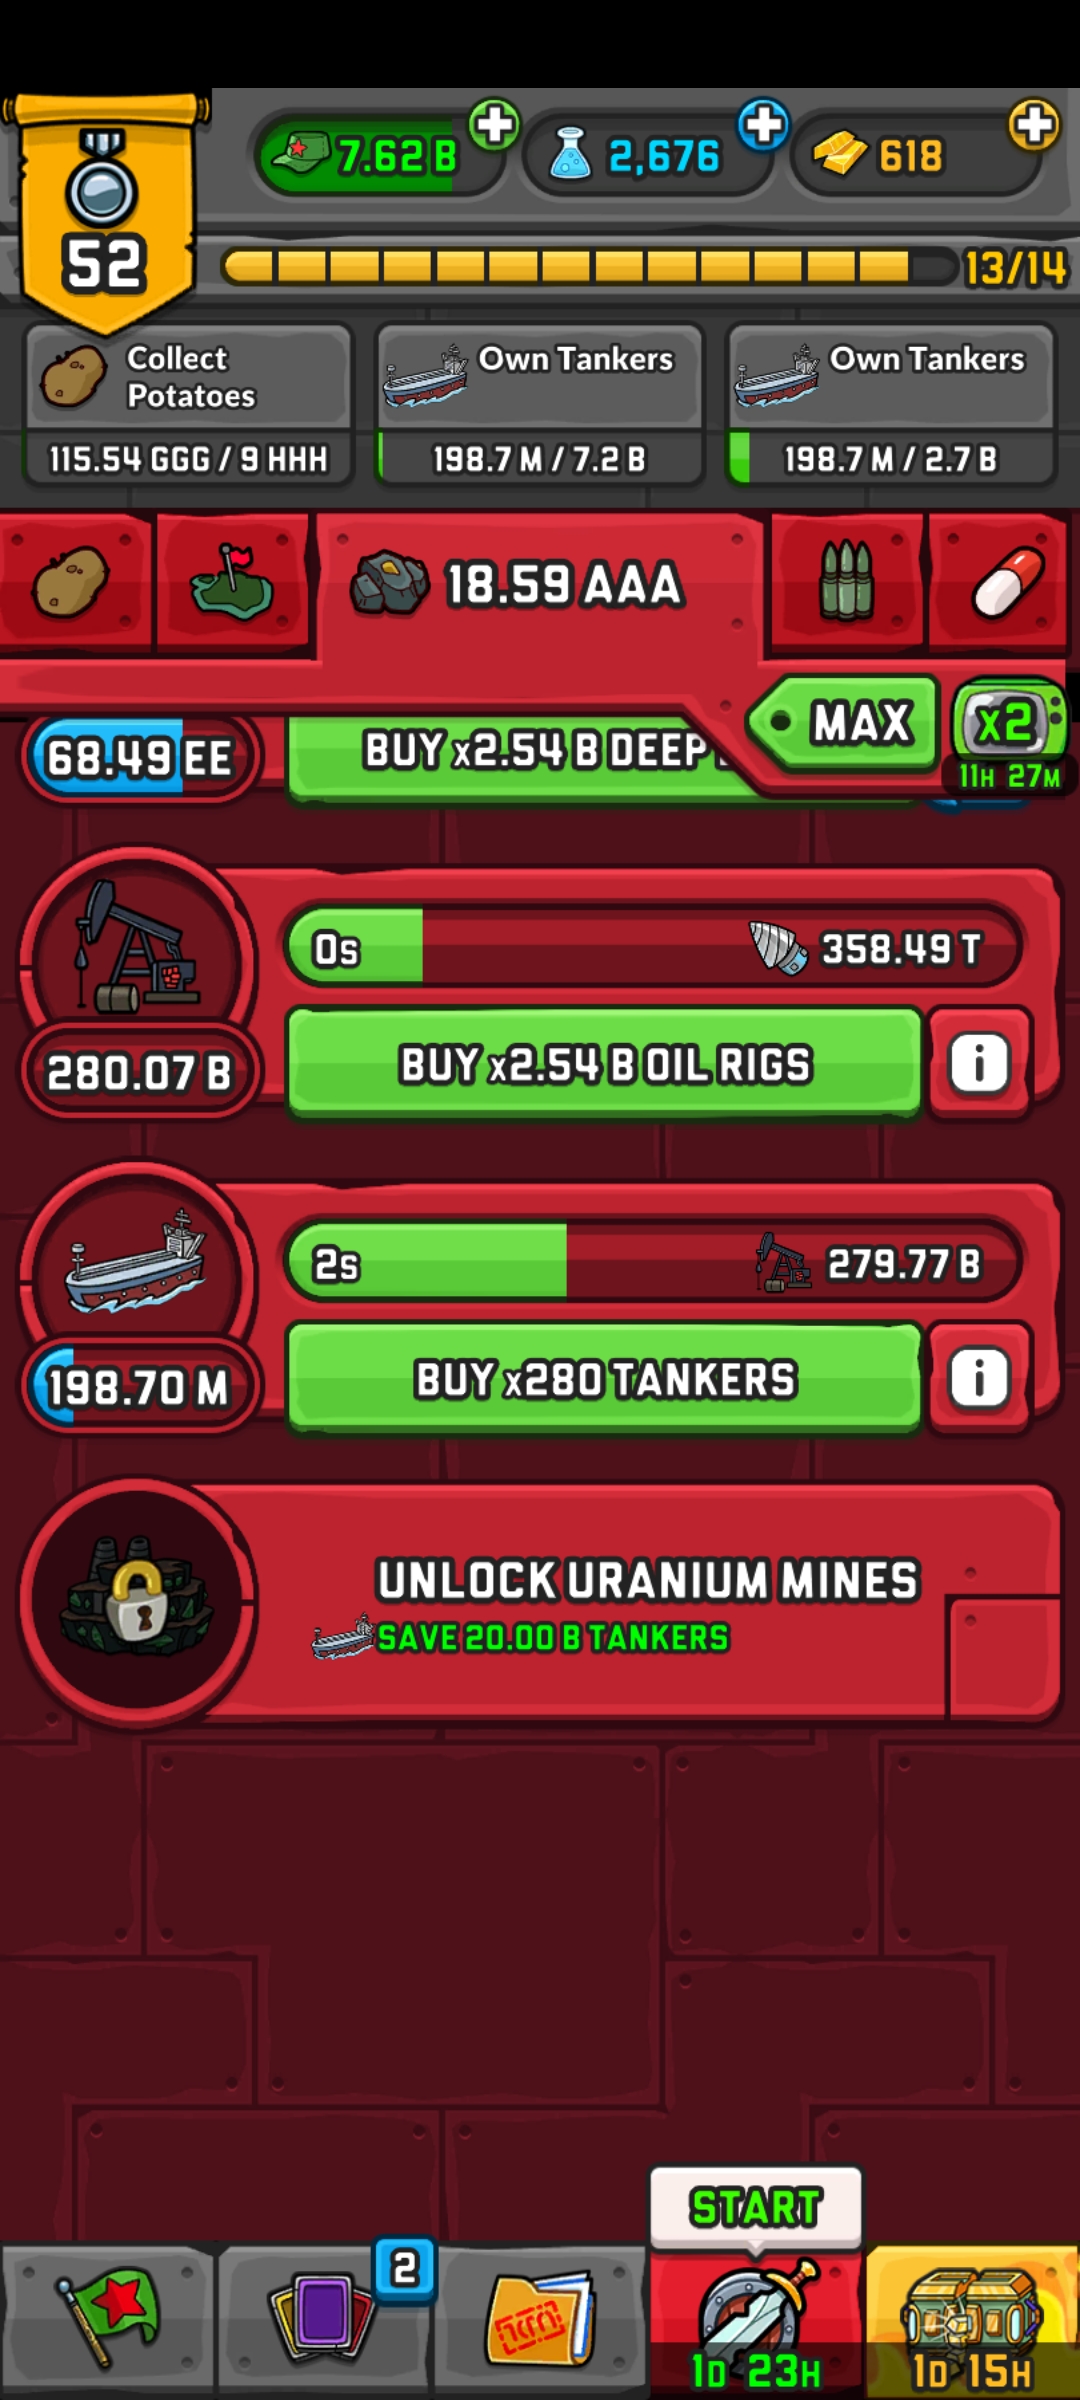 7.62 B
2,676
618
52
13/14
Collect
Potatoes
115.54 GGG / 9 HHH
Own Tankers
198.7 M / 7.2 B
Own Tankers
198.7 M / 2.7 B
18.59 AAA
MAX
x2
11H 27M
68.49 EE
BUY x2.54 B DEEP
0s
358.49 T
280.07 B
BUY x2.54 B OIL RIGS
i
2s
279.77 B
198.70 M
BUY x280 TANKERS
i
UNLOCK URANIUM MINES
SAVE 20.00 B TANKERS
START
2
1D 23H
1D 15H